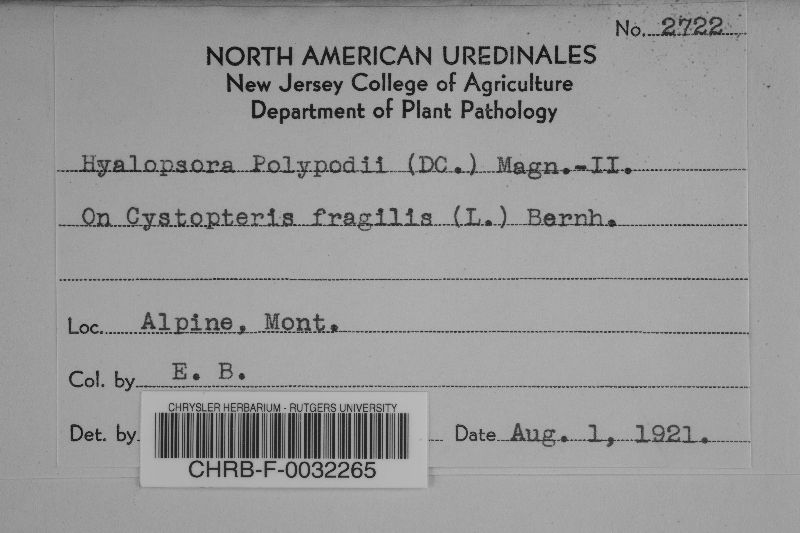 No. 2722
NORTH AMERICAN UREDINALES
New Jersey College of Agriculture
Department of Plant Pathology
Hyalopsora Polypodii (DC.) Magn.-II.
On Cystopteris fragilis (L.) Bernh.
Loc. Alpine, Mont.
Col. by E. B.
Det. by Date Aug. 1, 1921.
CHRYSLER HERBARIUM - RUTGERS UNIVERSITY
CHRB-F-0032265